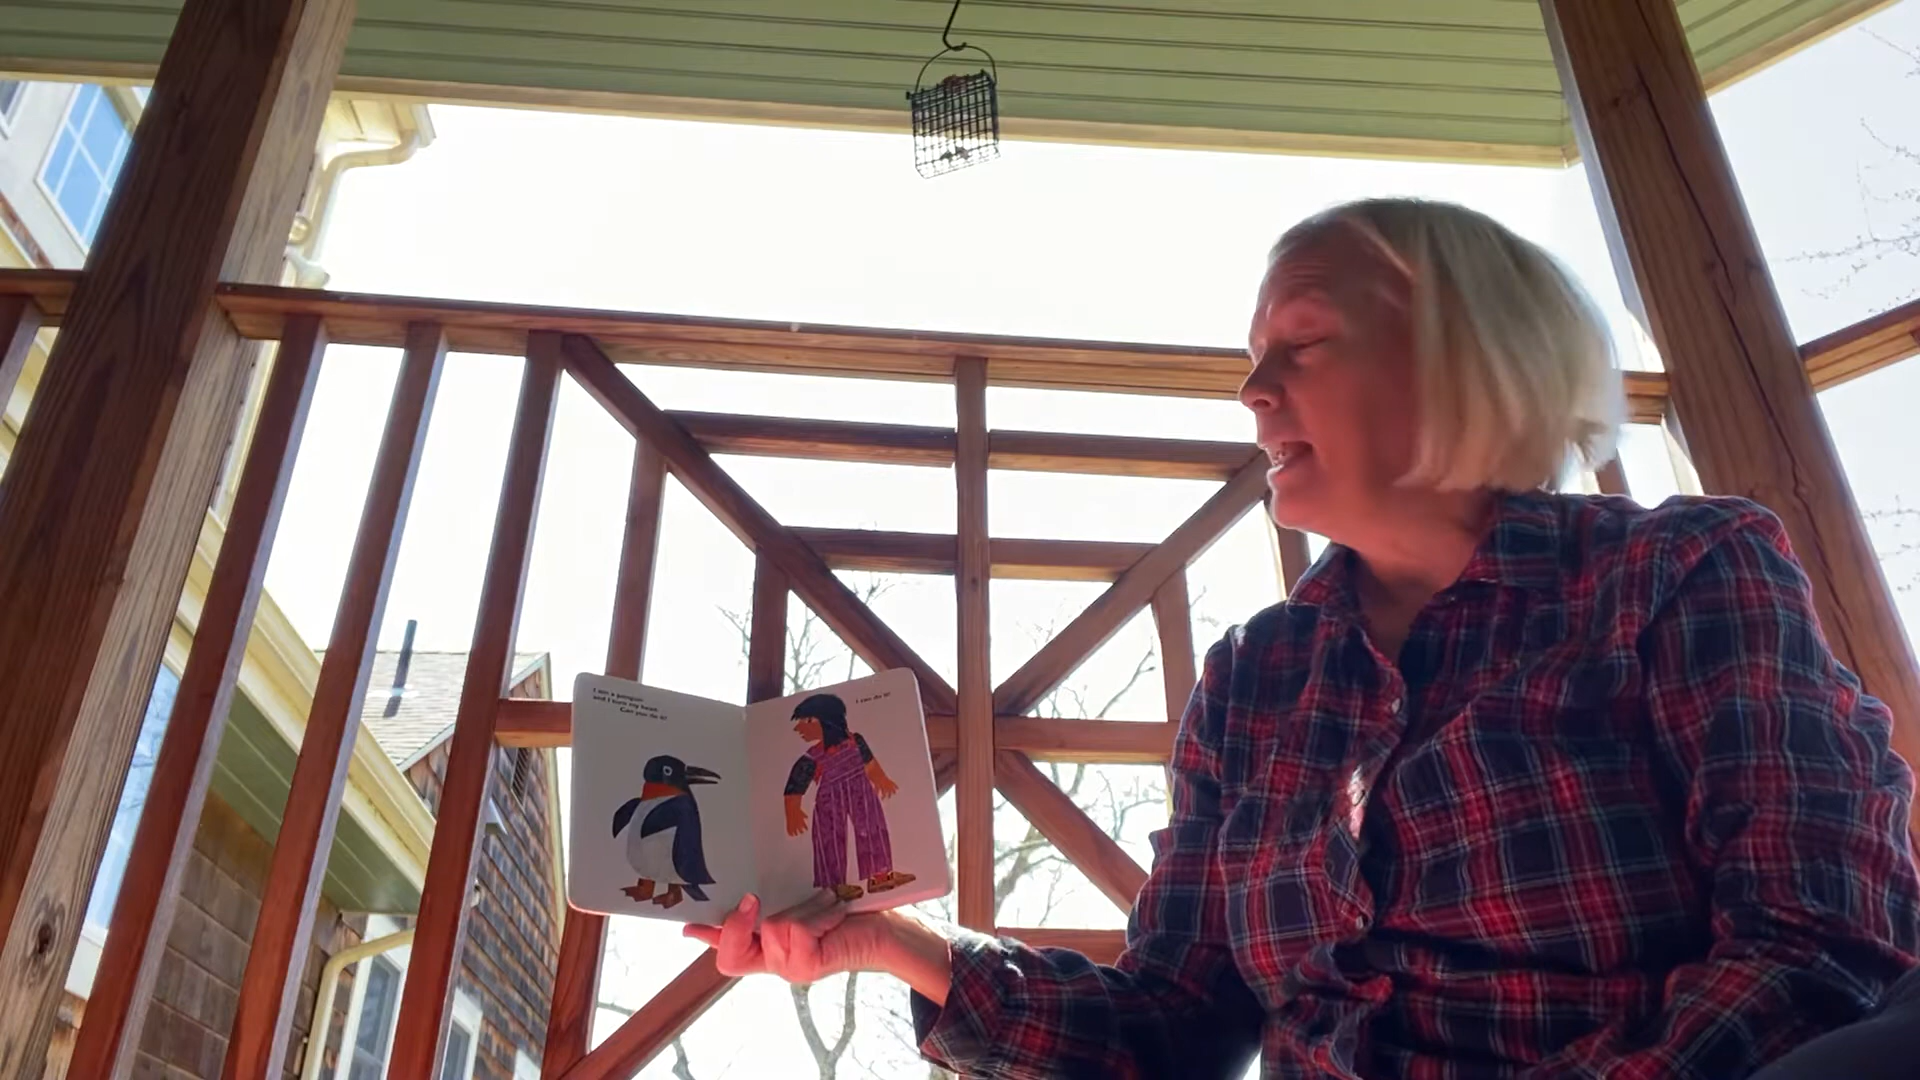 I am a penguin
and I turn my head.
Can you do it?
I can do it!